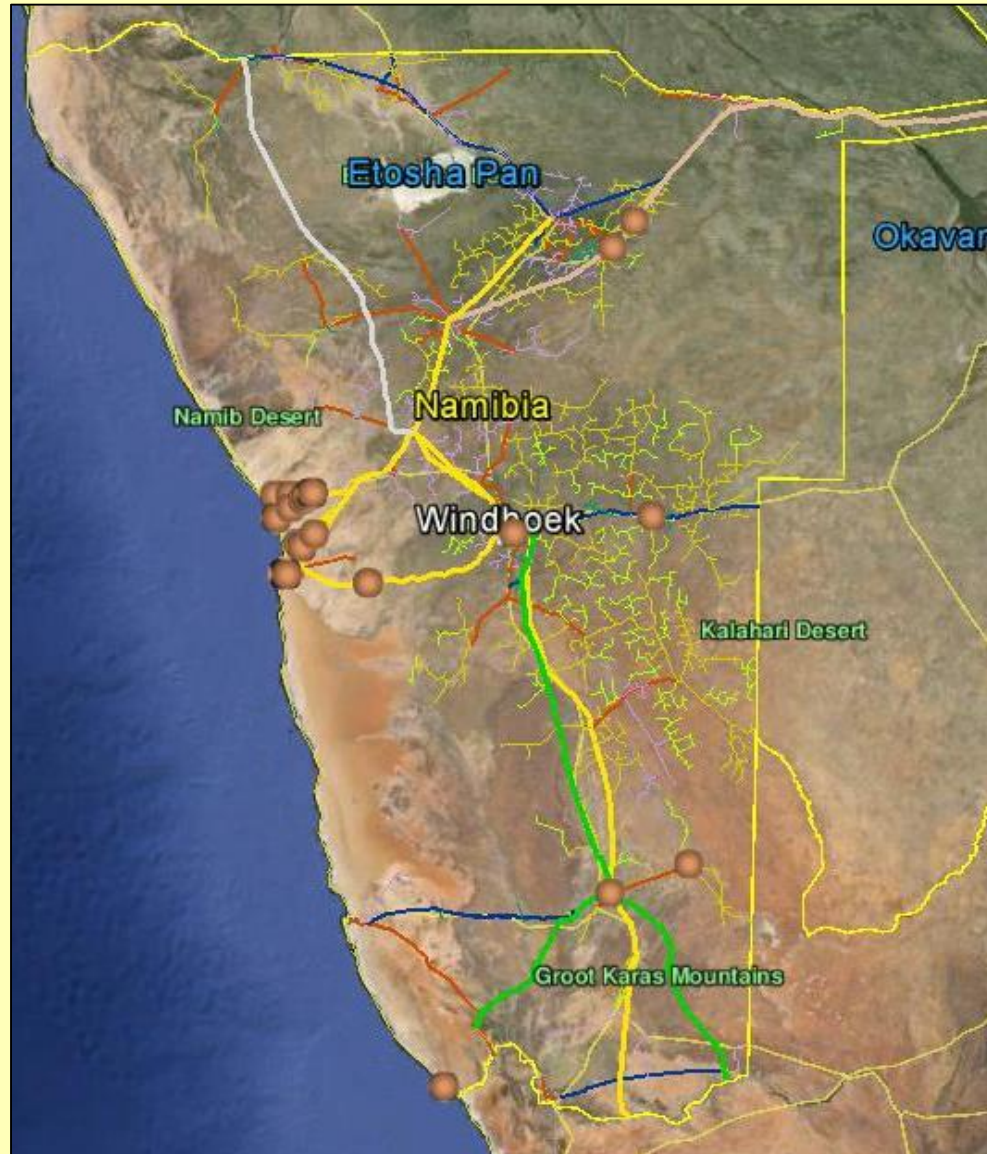 Etosha Pan
Okavan
Namibia
Namib Desert
Windhoek
Kalahari Desert
Groot Karas Mountains